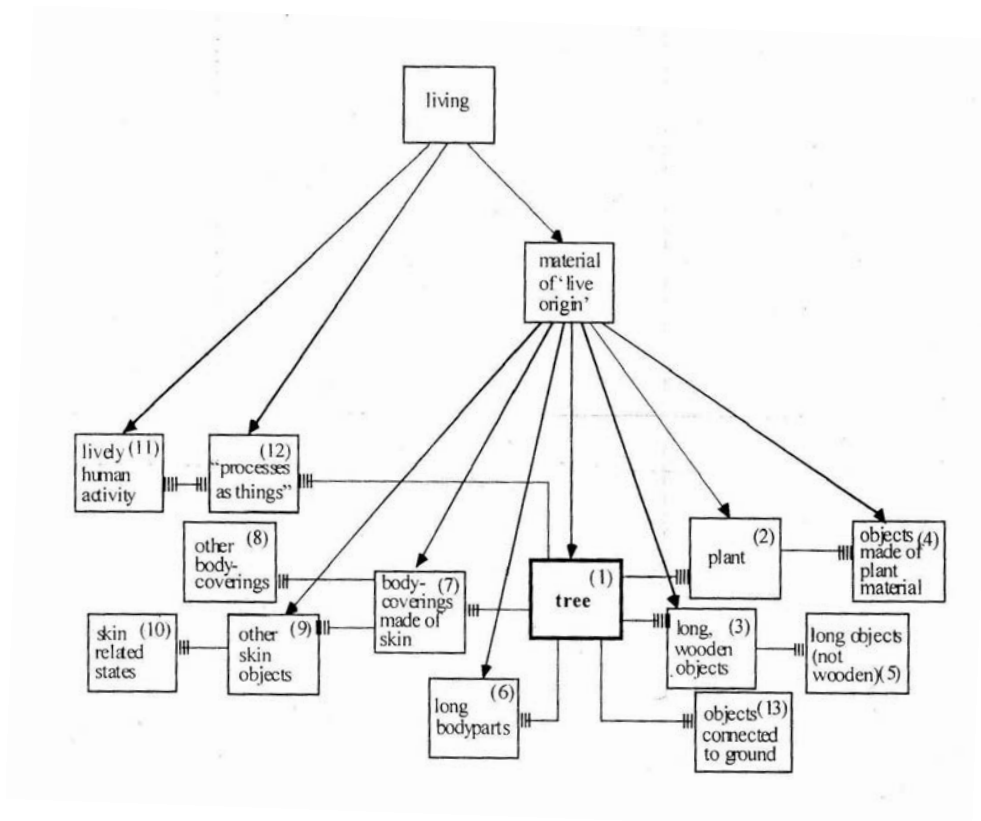 living
material
of ‘live
origin’
lively (11)
human
activity
(12)
“processes
as things”
other (8)
body-
coverings
body- (7)
coverings
made of
skin
(1)
tree
(2)
plant
objects (4)
made of
plant
material
skin (10)
related
states
(9)
other
skin
objects
(6)
long
bodyparts
long, (3)
wooden
objects
long objects
(not
wooden)(5)
objects (13)
connected
to ground